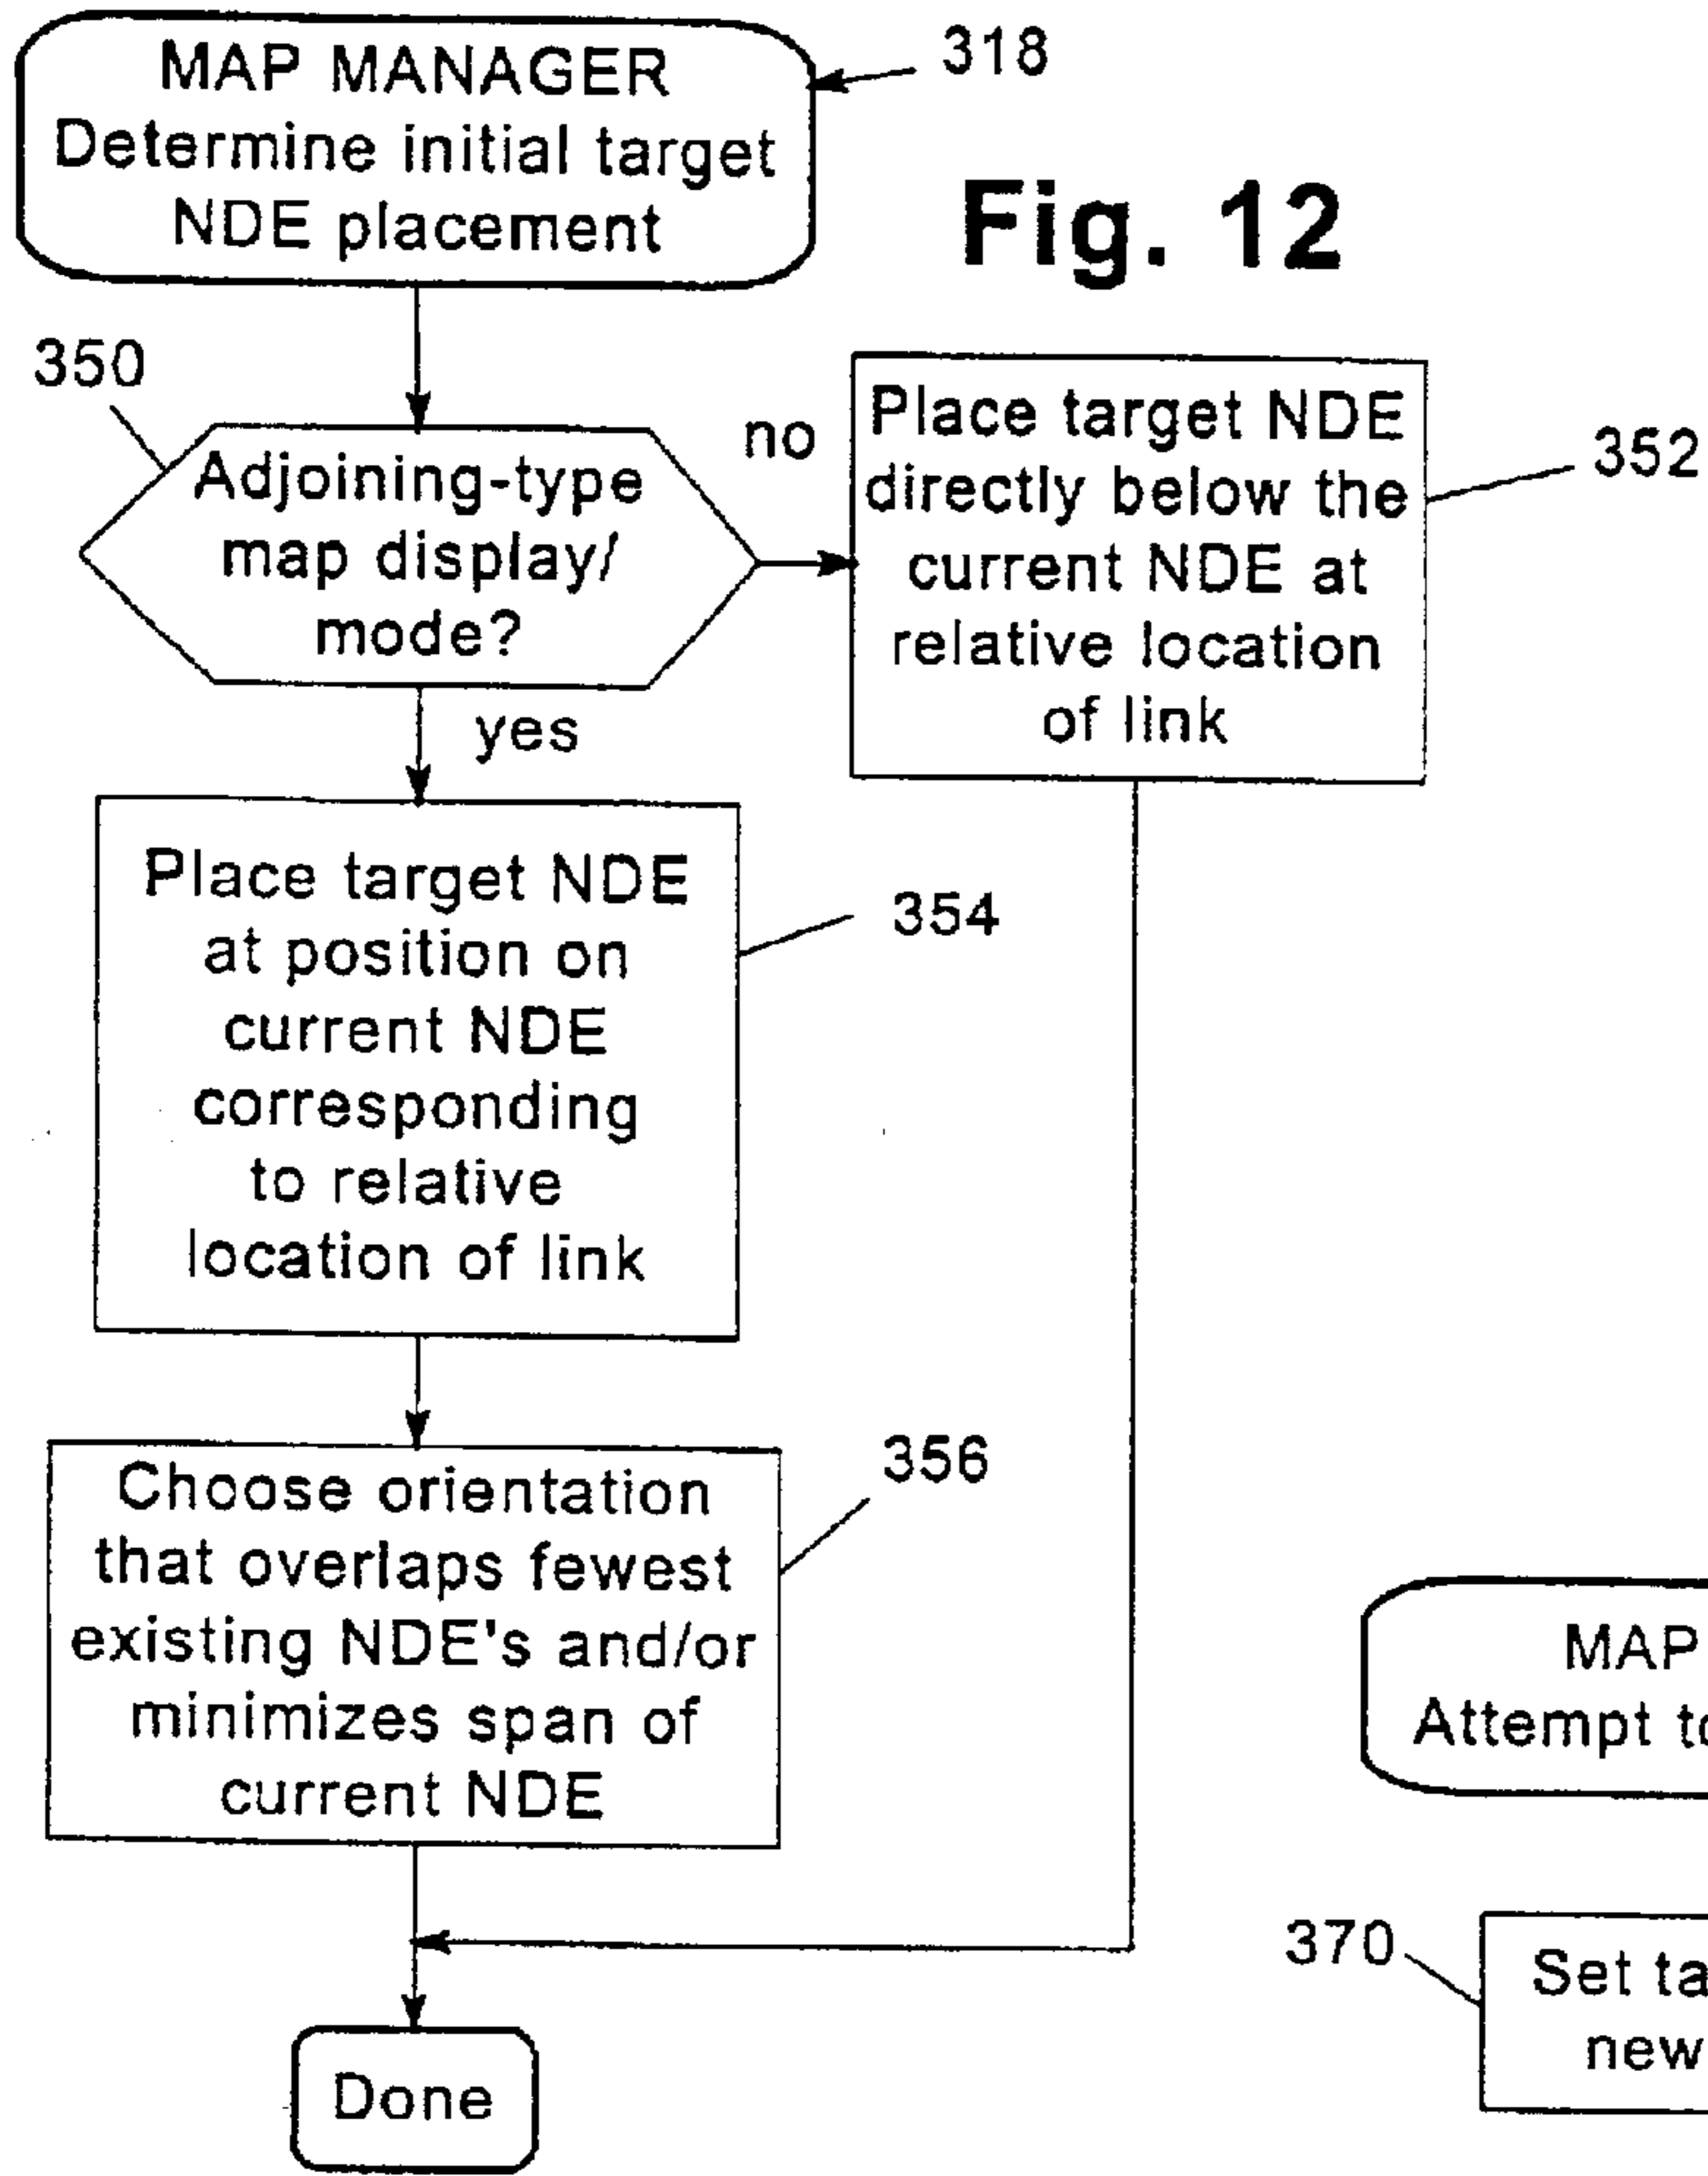 MAP MANAGER
Determine initial target
NDE placement
318
Fig. 12
350
Adjoining-type
map display/
mode?
no
yes
Place target NDE
directly below the
current NDE at
relative location
of link
352
Place target NDE
at position on
current NDE
corresponding
to relative
location of link
354
Choose orientation
that overlaps fewest
existing NDE's and/or
minimizes span of
current NDE
356
Done
MAP
Attempt
370
Set
new